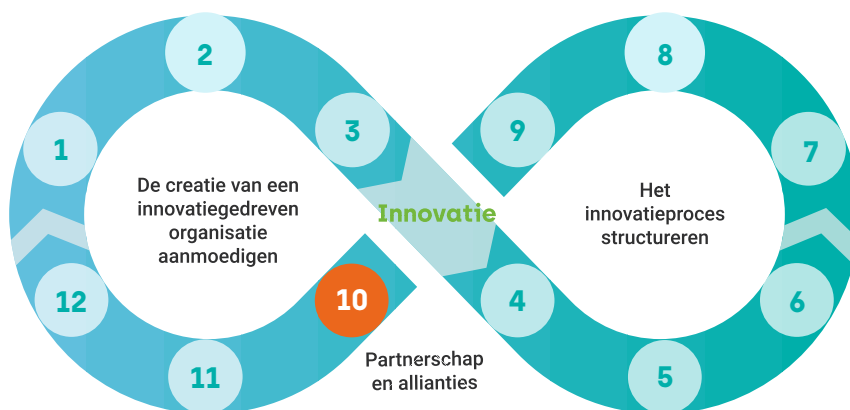 2
8
3
9
1
7
De creatie van een
innovatiegedreven
organisatie
aanmoedigen
Innovatie
Het
innovatieproces
structureren
12
10
4
6
11
5
Partnerschap
en allianties